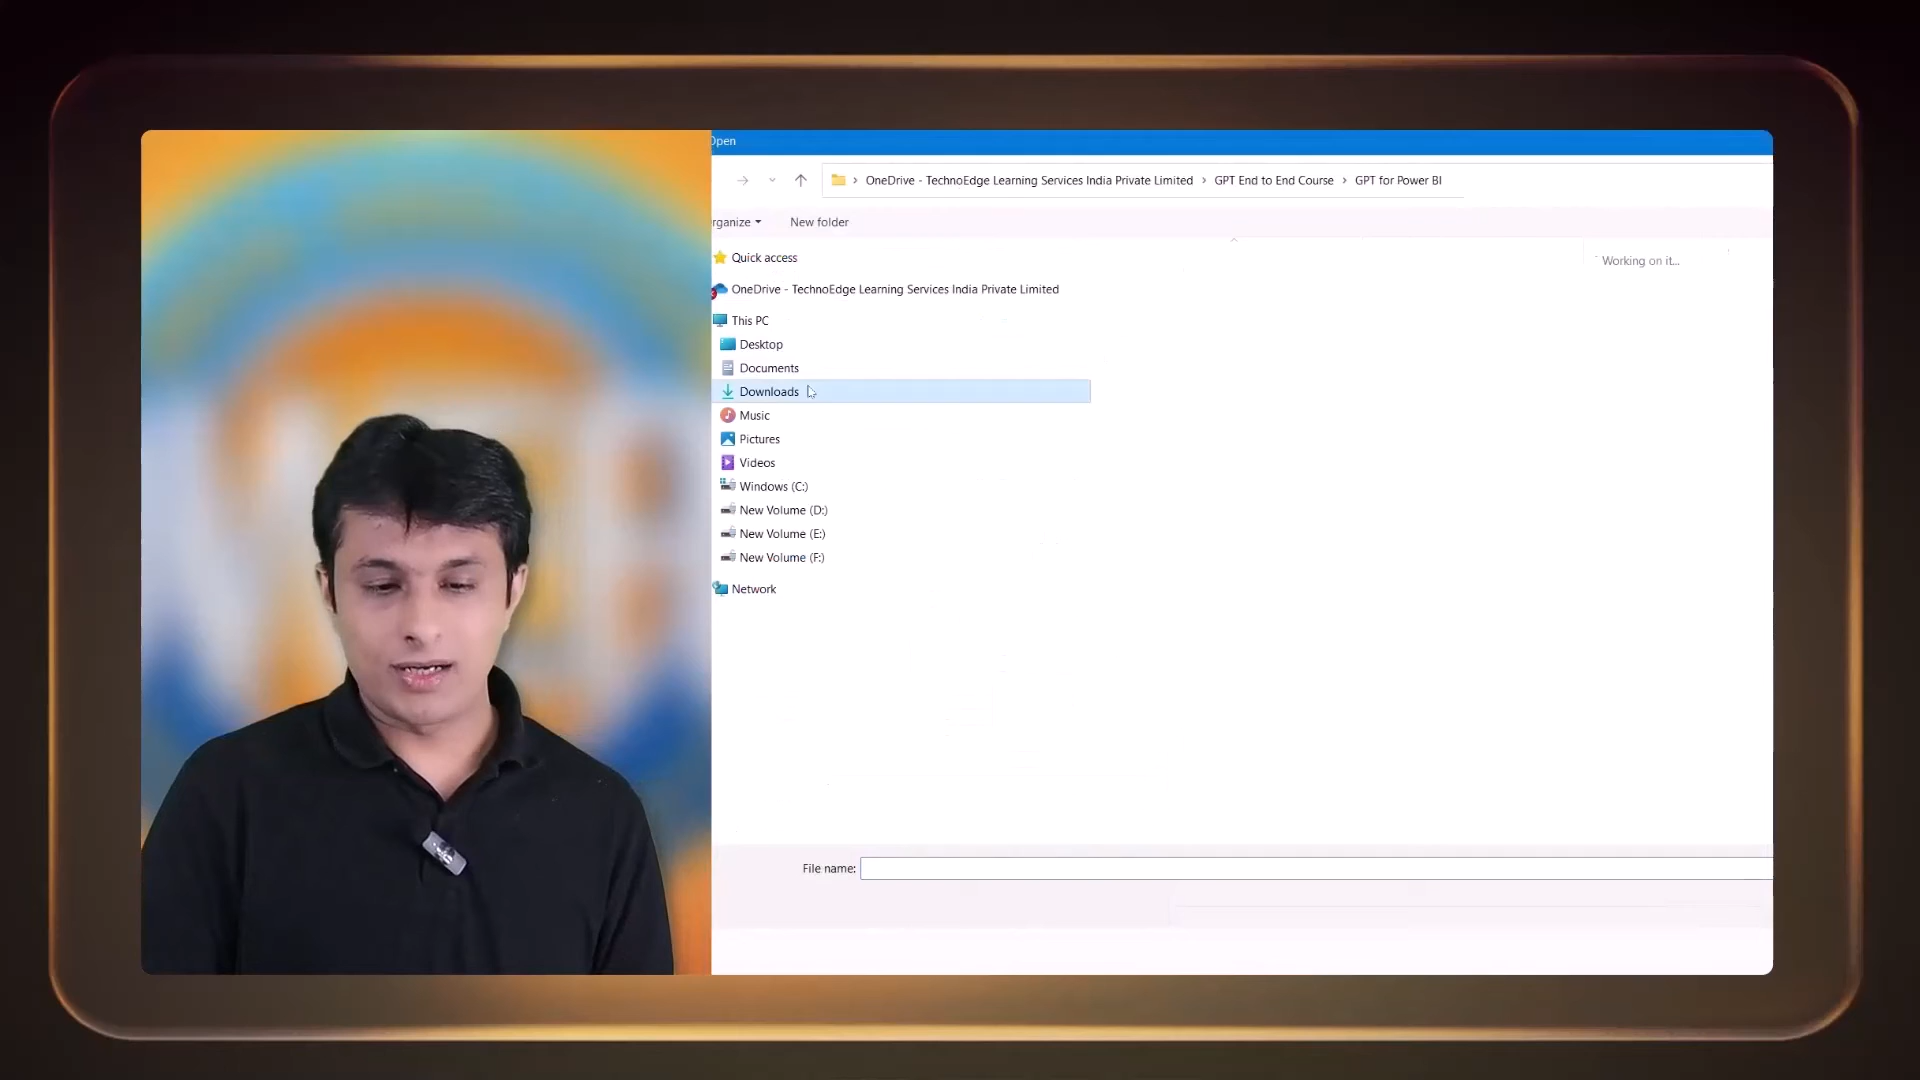 Open
OneDrive - TechnoEdge Learning Services India Private Limited > GPT End to End Course > GPT for Power BI
rganize New folder
Quick access
Working on it...
OneDrive - TechnoEdge Learning Services India Private Limited
This PC
Desktop
Documents
Downloads
Music
Pictures
Videos
Windows (C:)
New Volume (D:)
New Volume (E:)
New Volume (F:)
Network
File name: